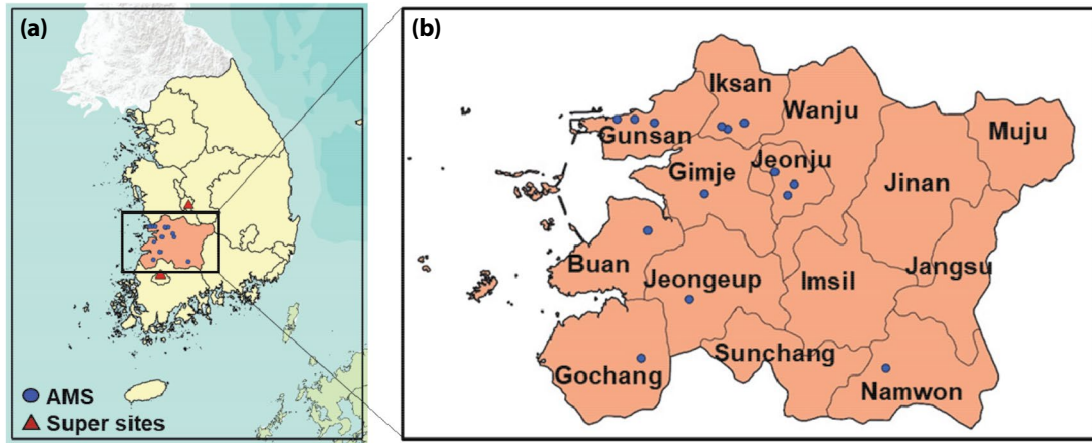 (a)
AMS
Super sites
(b)
Iksan
Wanju
Gunsan
Muju
Jeonju
Gimje
Jinan
Buan
Jeongeup
Imsil
Jangsu
Sunchang
Gochang
Namwon